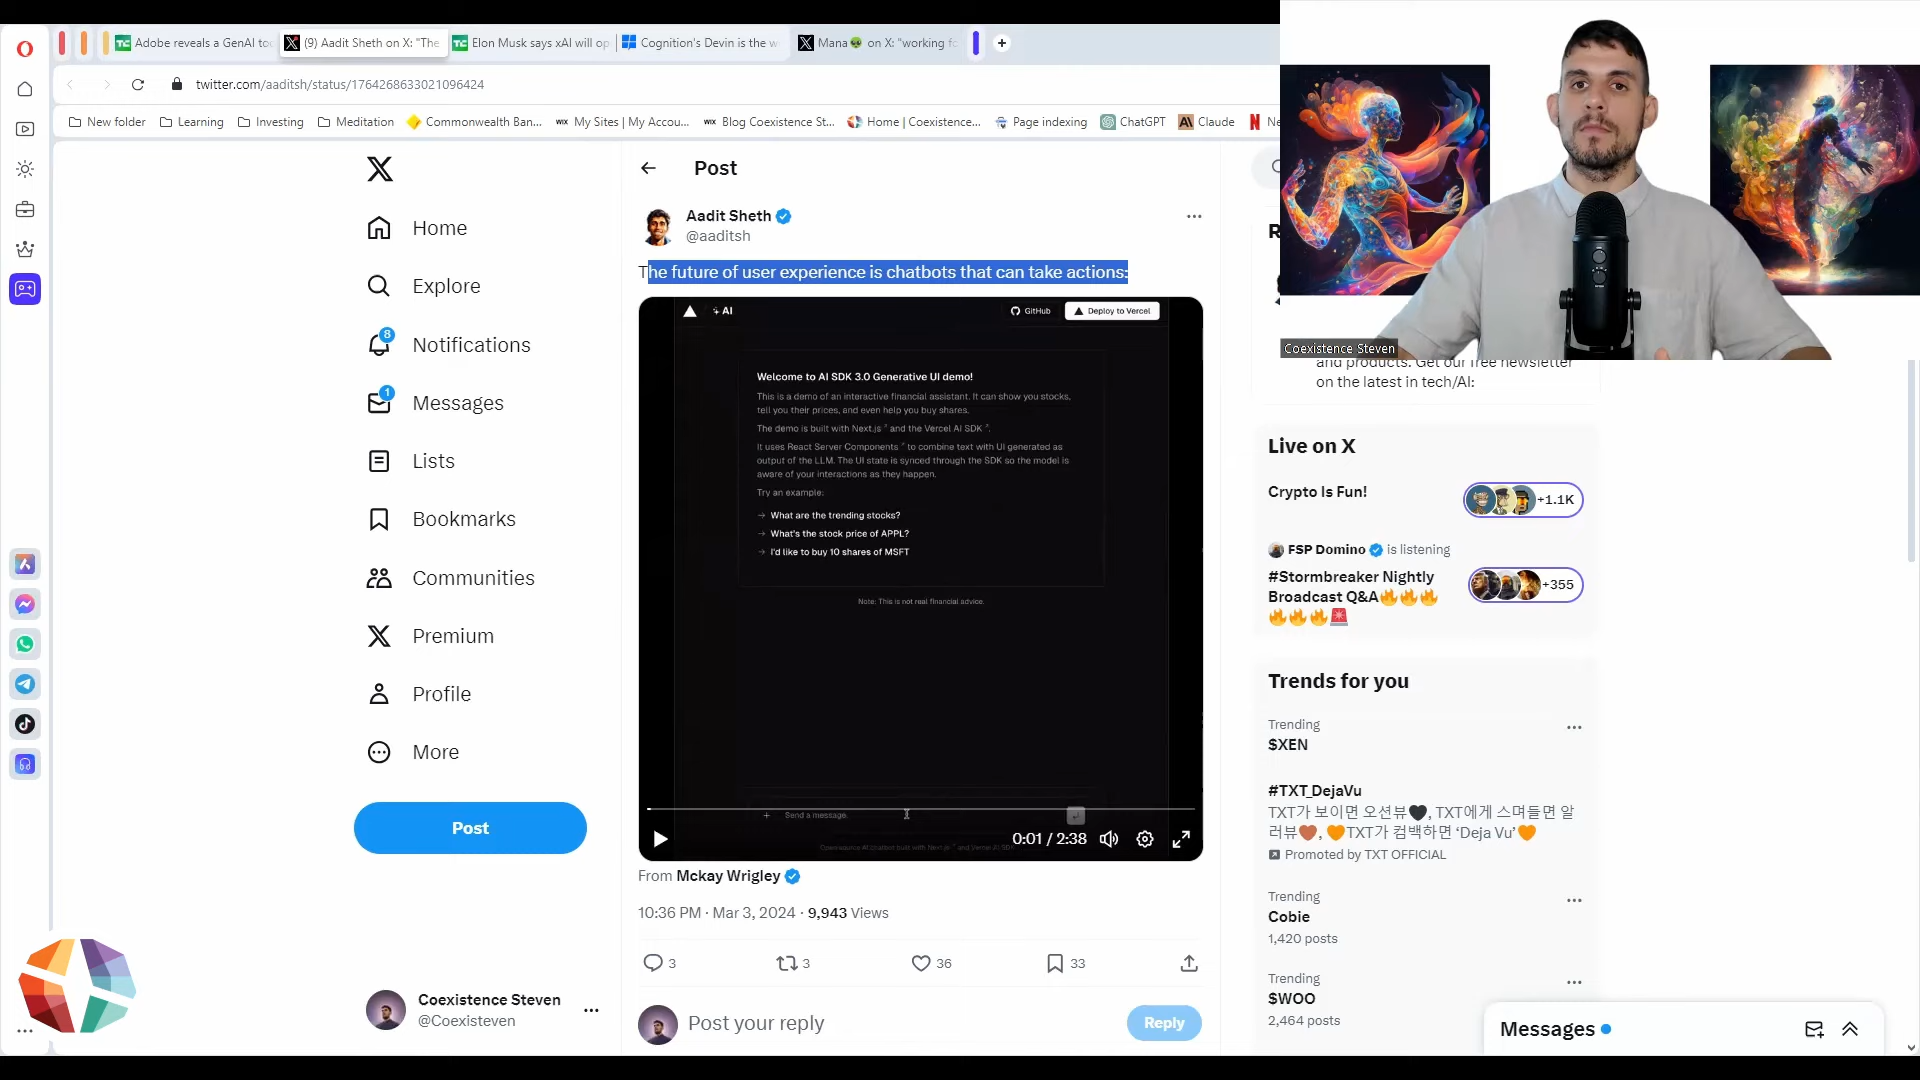 Adobe reveals a GenAI too
(9) Aadit Sheth on X: "The
Elon Musk says xAI will op
Cognition's Devin is the w
Mana👽 on X: "working fo
twitter.com/aaditsh/status/1764268633021096424
New folder
Learning
Investing
Meditation
Commonwealth Ban...
My Sites | My Accou...
Blog Coexistence St...
Home | Coexistence...
Page indexing
ChatGPT
Claude
Ne
Home
Explore
8
Notifications
1
Messages
Lists
Bookmarks
Communities
Premium
Profile
More
Post
Coexistence Steven
@Coexisteven
Post
Aadit Sheth
@aaditsh
The future of user experience is chatbots that can take actions:
AI
GitHub
Deploy to Vercel
Welcome to AI SDK 3.0 Generative UI demo!
This is a demo of an interactive financial assistant. It can show you stocks,
tell you their prices, and even help you buy shares.
The demo is built with Next.js and the Vercel AI SDK .
It uses React Server Components to combine text with UI generated as
output of the LLM. The UI state is synced through the SDK so the model is
aware of your interactions as they happen.
Try an example:
What are the trending stocks?
What's the stock price of APPL?
I'd like to buy 10 shares of MSFT
Note: This is not real financial advice.
Send a message.
0:01 / 2:38
From Mckay Wrigley
10:36 PM · Mar 3, 2024 · 9,943 Views
3
3
36
33
Post your reply
Reply
Coexistence Steven
and products. Get our free newsletter
on the latest in tech/AI:
Live on X
Crypto Is Fun!
+1.1K
FSP Domino is listening
#Stormbreaker Nightly
Broadcast Q&A🔥🔥🔥
🔥🔥🔥🚨
+355
Trends for you
Trending
$XEN
#TXT_DejaVu
TXT가 보이면 오션뷰🖤, TXT에게 스며들면 알
러뷰🧡, 🧡TXT가 컴백하면 ‘Deja Vu’🧡
Promoted by TXT OFFICIAL
Trending
Cobie
1,420 posts
Trending
$WOO
2,464 posts
Messages